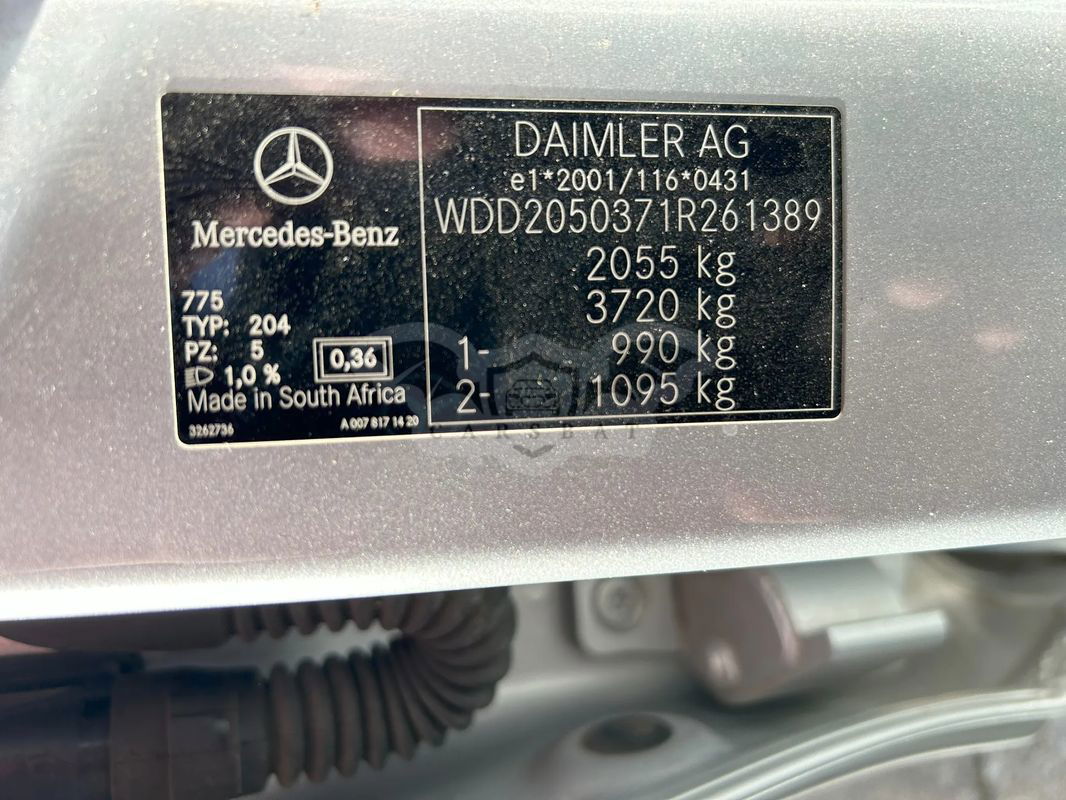 Mercedes-Benz
775
TYP: 204
PZ: 5
1,0 %
0,36
Made in South Africa
3262736
A 007 817 14 20
DAIMLER AG
e1*2001/116*0431
WDD2050371R261389
2055 kg
3720 kg
1- 990 kg
2- 1095 kg
CARSBAT